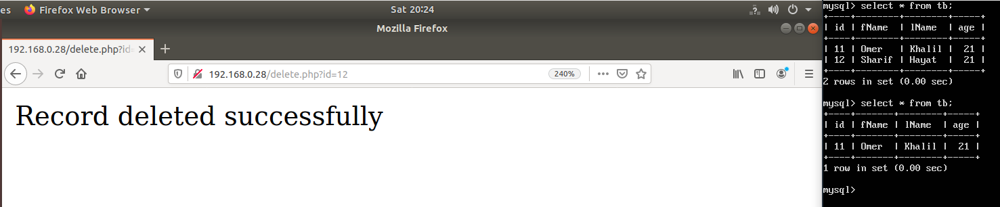 es Firefox Web Browser Sat 20:24
Mozilla Firefox
192.168.0.28/delete.php?id=
192.168.0.28/delete.php?id=12 240%
Record deleted successfully
mysql> select * from tb;
+----+--------+--------+-----+
| id | fName  | lName  | age |
+----+--------+--------+-----+
| 11 | Omer   | Khalil |  21 |
| 12 | Sharif | Hayat  |  21 |
+----+--------+--------+-----+
2 rows in set (0.00 sec)
mysql> select * from tb;
+----+-------+--------+-----+
| id | fName | lName  | age |
+----+-------+--------+-----+
| 11 | Omer  | Khalil |  21 |
+----+-------+--------+-----+
1 row in set (0.00 sec)
mysql>